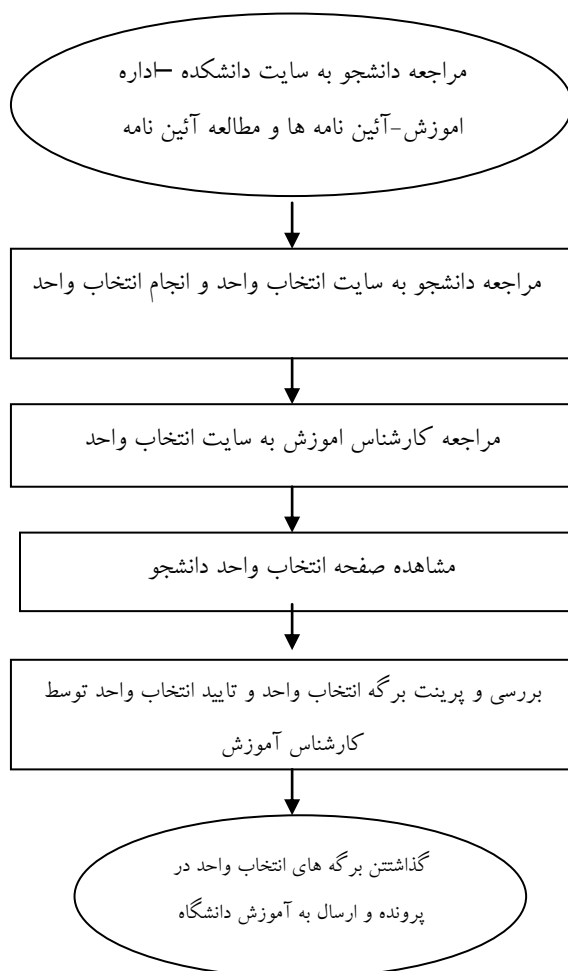 مراجعه دانشجو به سایت دانشکده –اداره
اموزش-آئین نامه ها و مطالعه آئین نامه
مراجعه دانشجو به سایت انتخاب واحد و انجام انتخاب واحد
مراجعه کارشناس اموزش به سایت انتخاب واحد
مشاهده صفحه انتخاب واحد دانشجو
بررسی و پرینت برگه انتخاب واحد و تایید انتخاب واحد توسط
کارشناس آموزش
گذاشتتن برگه های انتخاب واحد در
پرونده و ارسال به آموزش دانشگاه